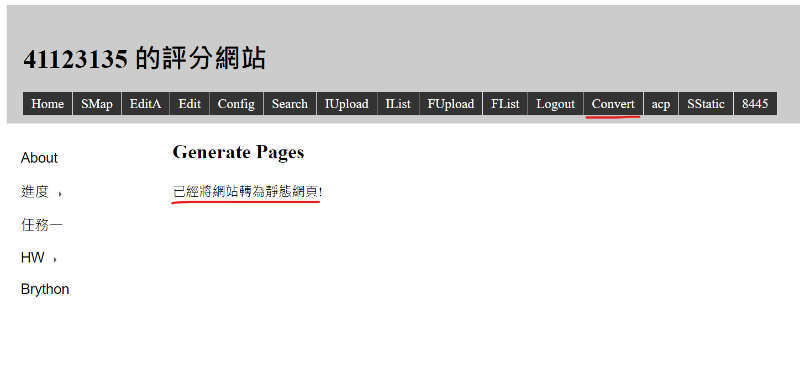 41123135 的評分網站
Home SMap EditA Edit Config Search IUpload IList FUpload FList Logout Convert acp SStatic 8445
About
進度
任務一
HW
Brython
Generate Pages
已經將網站轉為靜態網頁!